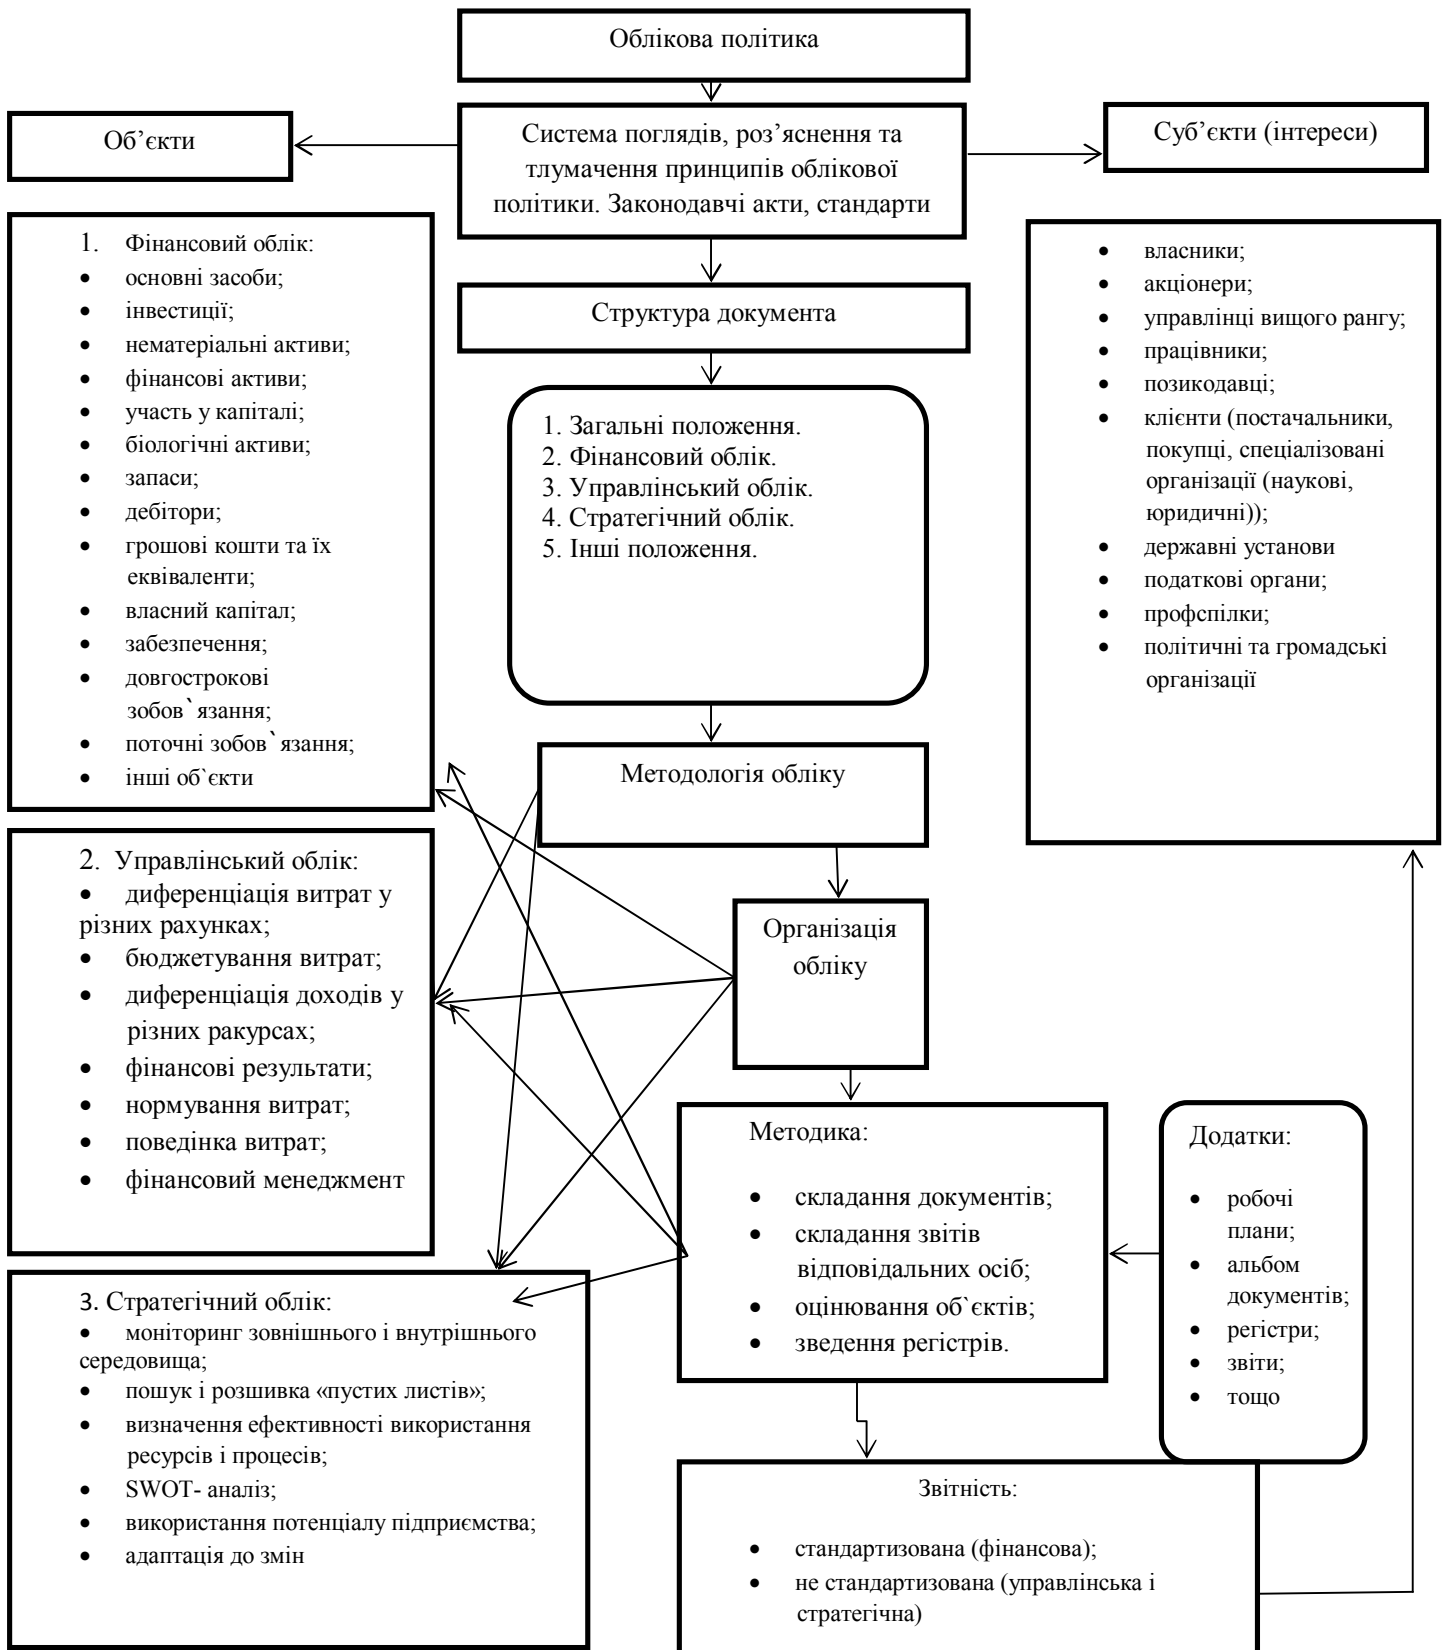 Облікова політика
Об’єкти
Система поглядів, роз’яснення та
тлумачення принципів облікової
політики. Законодавчі акти, стандарти
Суб’єкти (інтереси)
1. Фінансовий облік:
• основні засоби;
• інвестиції;
• нематеріальні активи;
• фінансові активи;
• участь у капіталі;
• біологічні активи;
• запаси;
• дебітори;
• грошові кошти та їх
еквіваленти;
• власний капітал;
• забезпечення;
• довгострокові
зобов`язання;
• поточні зобов`язання;
• інші об`єкти
Структура документа
1. Загальні положення.
2. Фінансовий облік.
3. Управлінський облік.
4. Стратегічний облік.
5. Інші положення.
• власники;
• акціонери;
• управлінці вищого рангу;
• працівники;
• позикодавці;
• клієнти (постачальники,
покупці, спеціалізовані
організації (наукові,
юридичні));
• державні установи
• податкові органи;
• профспілки;
• політичні та громадські
організації
Методологія обліку
2. Управлінський облік:
• диференціація витрат у
різних рахунках;
• бюджетування витрат;
• диференціація доходів у
різних ракурсах;
• фінансові результати;
• нормування витрат;
• поведінка витрат;
• фінансовий менеджмент
Організація
обліку
Методика:
• складання документів;
• складання звітів
відповідальних осіб;
• оцінювання об`єктів;
• зведення регістрів.
Додатки:
• робочі
плани;
• альбом
документів;
• регістри;
• звіти;
• тощо
3. Стратегічний облік:
• моніторинг зовнішнього і внутрішнього
середовища;
• пошук і розшивка «пустих листів»;
• визначення ефективності використання
ресурсів і процесів;
• SWOT- аналіз;
• використання потенціалу підприємства;
• адаптація до змін
Звітність:
• стандартизована (фінансова);
• не стандартизована (управлінська і
стратегічна)